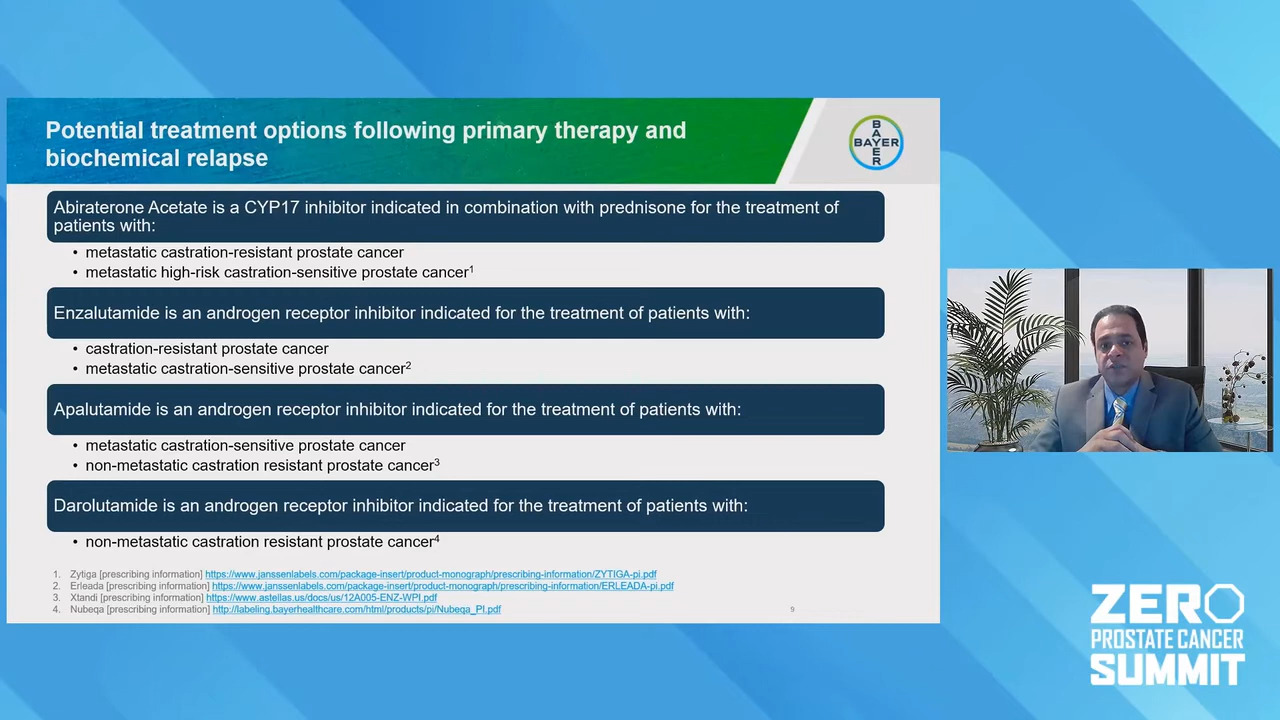 Potential treatment options following primary therapy and
biochemical relapse
BAYER
BAYER
Abiraterone Acetate is a CYP17 inhibitor indicated in combination with prednisone for the treatment of
patients with:
• metastatic castration-resistant prostate cancer
• metastatic high-risk castration-sensitive prostate cancer1
Enzalutamide is an androgen receptor inhibitor indicated for the treatment of patients with:
• castration-resistant prostate cancer
• metastatic castration-sensitive prostate cancer2
Apalutamide is an androgen receptor inhibitor indicated for the treatment of patients with:
• metastatic castration-sensitive prostate cancer
• non-metastatic castration resistant prostate cancer3
Darolutamide is an androgen receptor inhibitor indicated for the treatment of patients with:
• non-metastatic castration resistant prostate cancer4
1. Zytiga [prescribing information] https://www.janssenlabels.com/package-insert/product-monograph/prescribing-information/ZYTIGA-pi.pdf
2. Erleada [prescribing information] https://www.janssenlabels.com/package-insert/product-monograph/prescribing-information/ERLEADA-pi.pdf
3. Xtandi [prescribing information] https://www.astellas.us/docs/us/12A005-ENZ-WPI.pdf
4. Nubeqa [prescribing information] http://labeling.bayerhealthcare.com/html/products/pi/Nubeqa_PI.pdf
9
ZERO
PROSTATE CANCER
SUMMIT